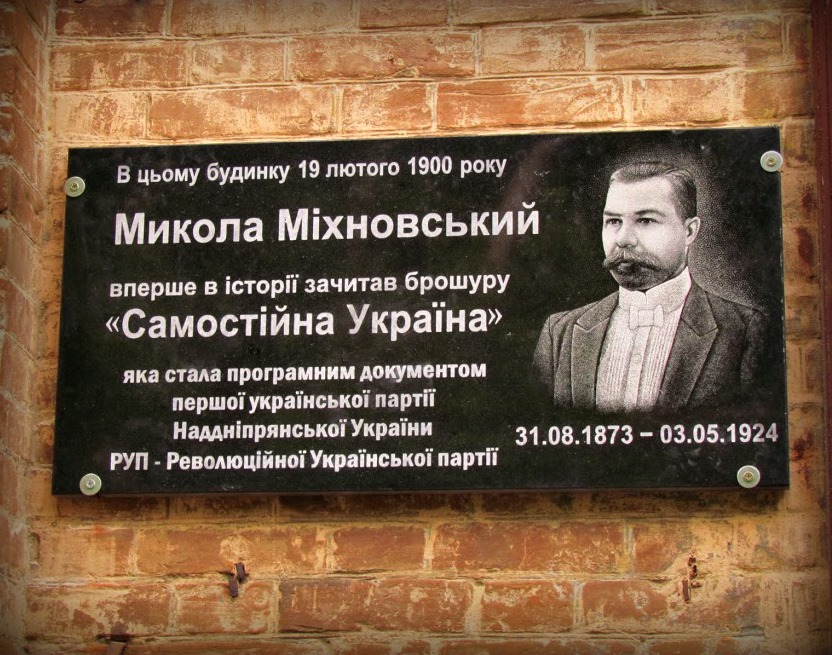 В цьому будинку 19 лютого 1900 року
Микола Міхновський
вперше в історії зачитав брошуру
«Самостійна Україна»
яка стала програмним документом
першої української партії
Наддніпрянської України
РУП - Революційної Української партії
31.08.1873 – 03.05.1924